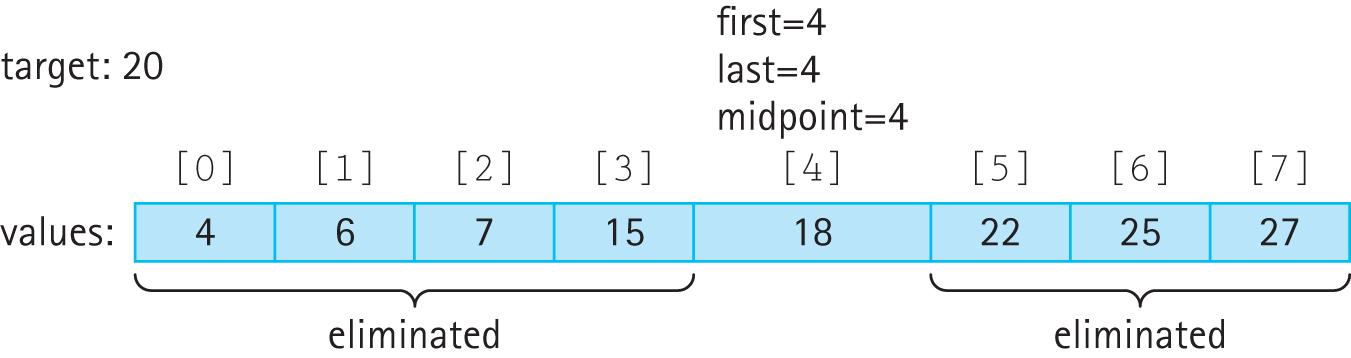 first=4
target: 20
last=4
midpoint=4
[0] [1] [2] [3] [4] [5] [6] [7]
values: 4 6 7 15 18 22 25 27
eliminated eliminated